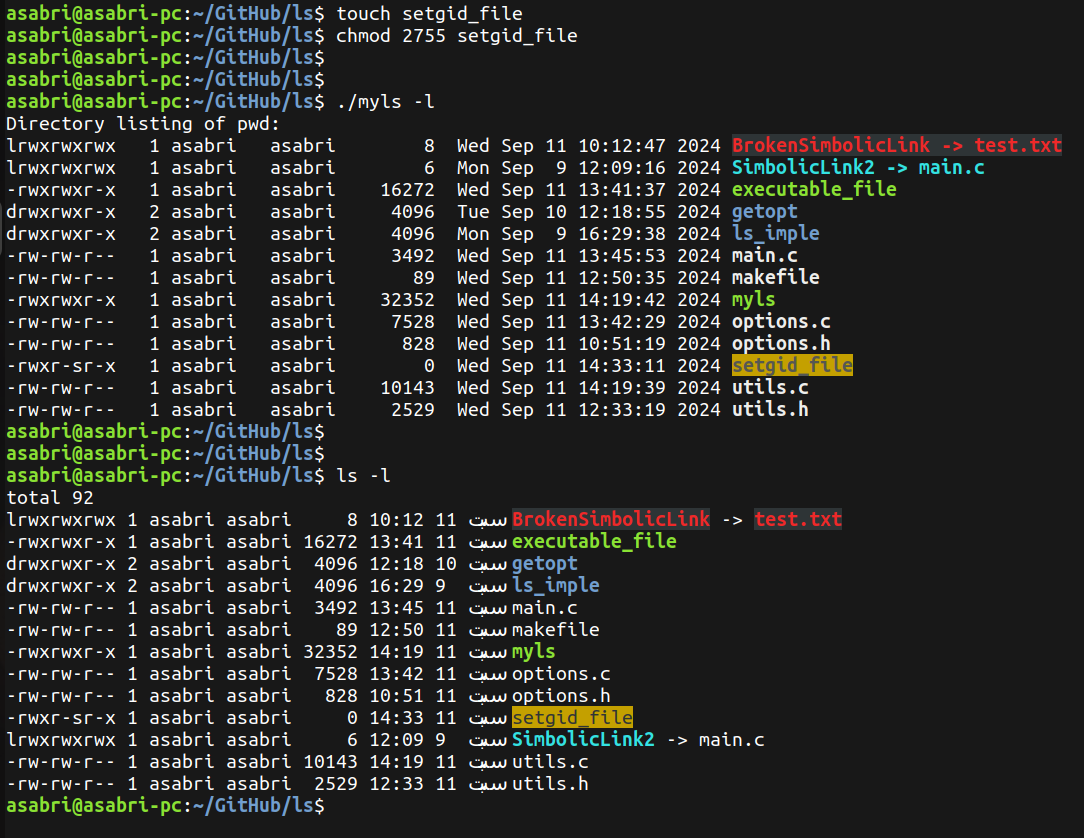 asabri@asabri-pc:~/GitHub/ls$ touch setgid_file
asabri@asabri-pc:~/GitHub/ls$ chmod 2755 setgid_file
asabri@asabri-pc:~/GitHub/ls$
asabri@asabri-pc:~/GitHub/ls$
asabri@asabri-pc:~/GitHub/ls$ ./myls -l
Directory listing of pwd:
lrwxrwxrwx   1 asabri   asabri        8  Wed Sep 11 10:12:47 2024 BrokenSimbolicLink -> test.txt
lrwxrwxrwx   1 asabri   asabri        6  Mon Sep  9 12:09:16 2024 SimbolicLink2 -> main.c
-rwxrwxr-x   1 asabri   asabri    16272  Wed Sep 11 13:41:37 2024 executable_file
drwxrwxr-x   2 asabri   asabri     4096  Tue Sep 10 12:18:55 2024 getopt
drwxrwxr-x   2 asabri   asabri     4096  Mon Sep  9 16:29:38 2024 ls_imple
-rw-rw-r--   1 asabri   asabri     3492  Wed Sep 11 13:45:53 2024 main.c
-rw-rw-r--   1 asabri   asabri       89  Wed Sep 11 12:50:35 2024 makefile
-rwxrwxr-x   1 asabri   asabri    32352  Wed Sep 11 14:19:42 2024 myls
-rw-rw-r--   1 asabri   asabri     7528  Wed Sep 11 13:42:29 2024 options.c
-rw-rw-r--   1 asabri   asabri      828  Wed Sep 11 10:51:19 2024 options.h
-rwxr-sr-x   1 asabri   asabri        0  Wed Sep 11 14:33:11 2024 setgid_file
-rw-rw-r--   1 asabri   asabri    10143  Wed Sep 11 14:19:39 2024 utils.c
-rw-rw-r--   1 asabri   asabri     2529  Wed Sep 11 12:33:19 2024 utils.h
asabri@asabri-pc:~/GitHub/ls$
asabri@asabri-pc:~/GitHub/ls$
asabri@asabri-pc:~/GitHub/ls$ ls -l
total 92
lrwxrwxrwx 1 asabri asabri     8 10:12 11 سبت BrokenSimbolicLink -> test.txt
-rwxrwxr-x 1 asabri asabri 16272 13:41 11 سبت executable_file
drwxrwxr-x 2 asabri asabri  4096 12:18 10 سبت getopt
drwxrwxr-x 2 asabri asabri  4096 16:29 9  سبت ls_imple
-rw-rw-r-- 1 asabri asabri  3492 13:45 11 سبت main.c
-rw-rw-r-- 1 asabri asabri    89 12:50 11 سبت makefile
-rwxrwxr-x 1 asabri asabri 32352 14:19 11 سبت myls
-rw-rw-r-- 1 asabri asabri  7528 13:42 11 سبت options.c
-rw-rw-r-- 1 asabri asabri   828 10:51 11 سبت options.h
-rwxr-sr-x 1 asabri asabri     0 14:33 11 سبت setgid_file
lrwxrwxrwx 1 asabri asabri     6 12:09 9  سبت SimbolicLink2 -> main.c
-rw-rw-r-- 1 asabri asabri 10143 14:19 11 سبت utils.c
-rw-rw-r-- 1 asabri asabri  2529 12:33 11 سبت utils.h
asabri@asabri-pc:~/GitHub/ls$